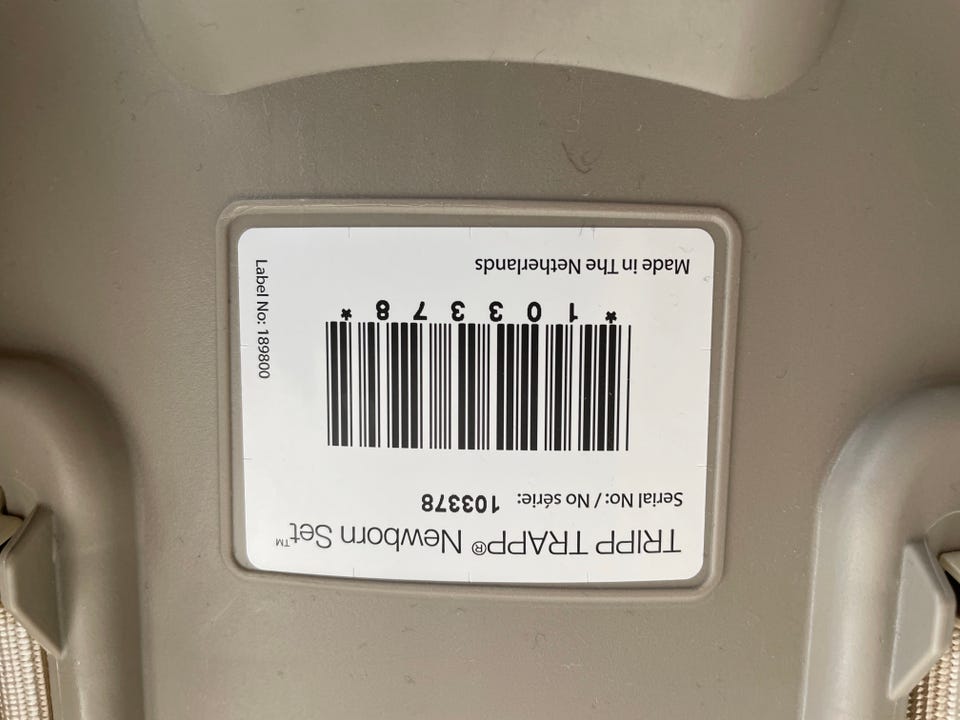 TRIPP TRAPP® Newborn Set™
Serial No: / No série: 103378
*103378*
Made in The Netherlands
Label No: 189800